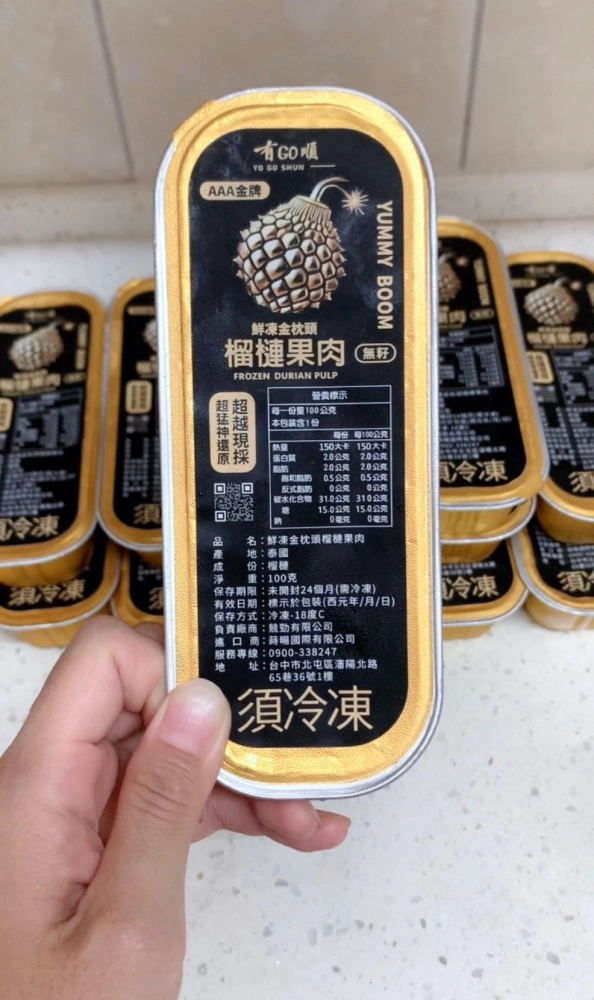 有GO順
YO GO SHUN
AAA金牌
YUMMY BOOM
鮮凍金枕頭
榴槤果肉 無籽
FROZEN DURIAN PULP
超越現採
超猛神還原
營養標示
每一份量100公克
本包裝含1份
每份 每100公克
熱量 150大卡 150大卡
蛋白質 2.0公克 2.0公克
脂肪 2.0公克 2.0公克
飽和脂肪 0.5公克 0.5公克
反式脂肪 0公克 0公克
碳水化合物 31.0公克 31.0公克
糖 15.0公克 15.0公克
鈉 0毫克 0毫克
品名：鮮凍金枕頭榴槤果肉
產地：泰國
成份：榴槤
淨重：100克
保存期限：未開封24個月(需冷凍)
有效日期：標示於包裝(西元年/月/日)
保存方式：冷凍-18度C
負責廠商：競勁有限公司
進口商：蒔暘國際有限公司
服務專線：0900-338247
地址：台中市北屯區瀋陽北路
65巷36號1樓
須冷凍
榴槤果肉
須冷凍
須冷凍
須冷凍
須冷凍